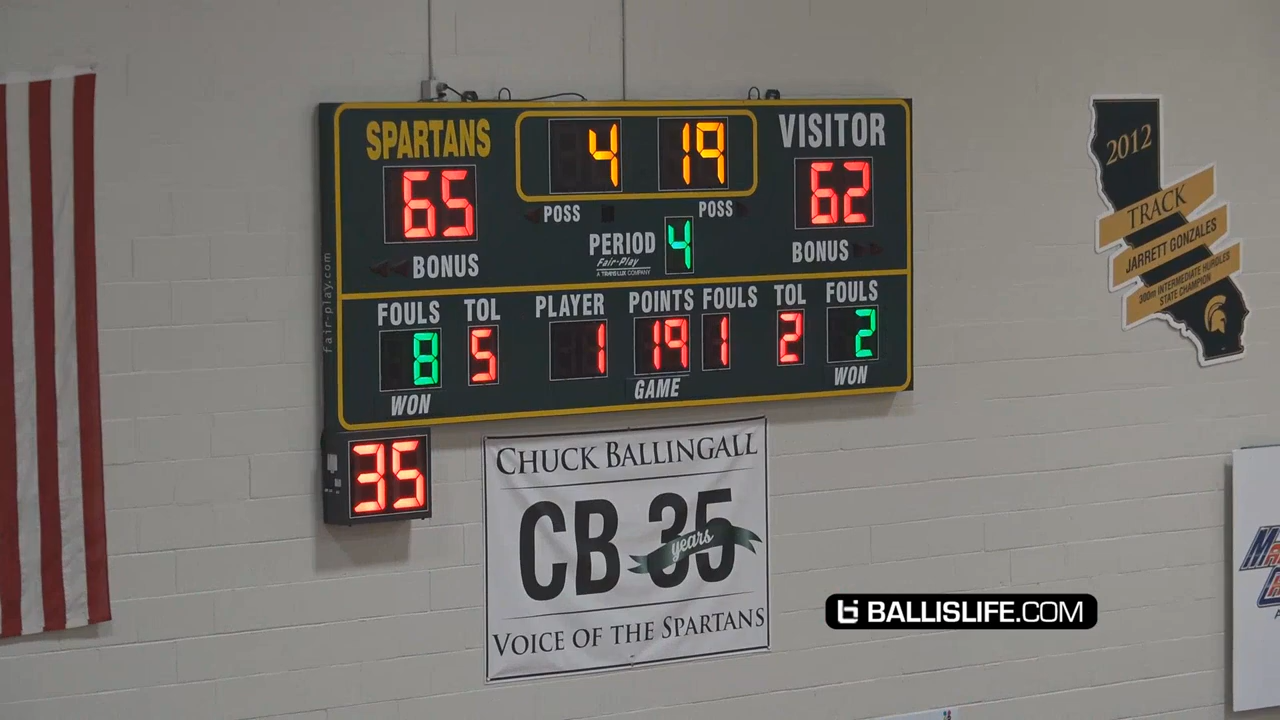 SPARTANS
4 19
VISITOR
65
62
POSS
POSS
PERIOD 4
Fair-Play
A TRANS-LUX COMPANY
BONUS
BONUS
fair-play.com
FOULS TOL PLAYER POINTS FOULS TOL FOULS
8 5 1 19 1 2 2
WON
GAME
WON
35
CHUCK BALLINGALL
CB 35
years
VOICE OF THE SPARTANS
2012
TRACK
JARRETT GONZALES
300m INTERMEDIATE HURDLES
STATE CHAMPION
BALLISLIFE.COM